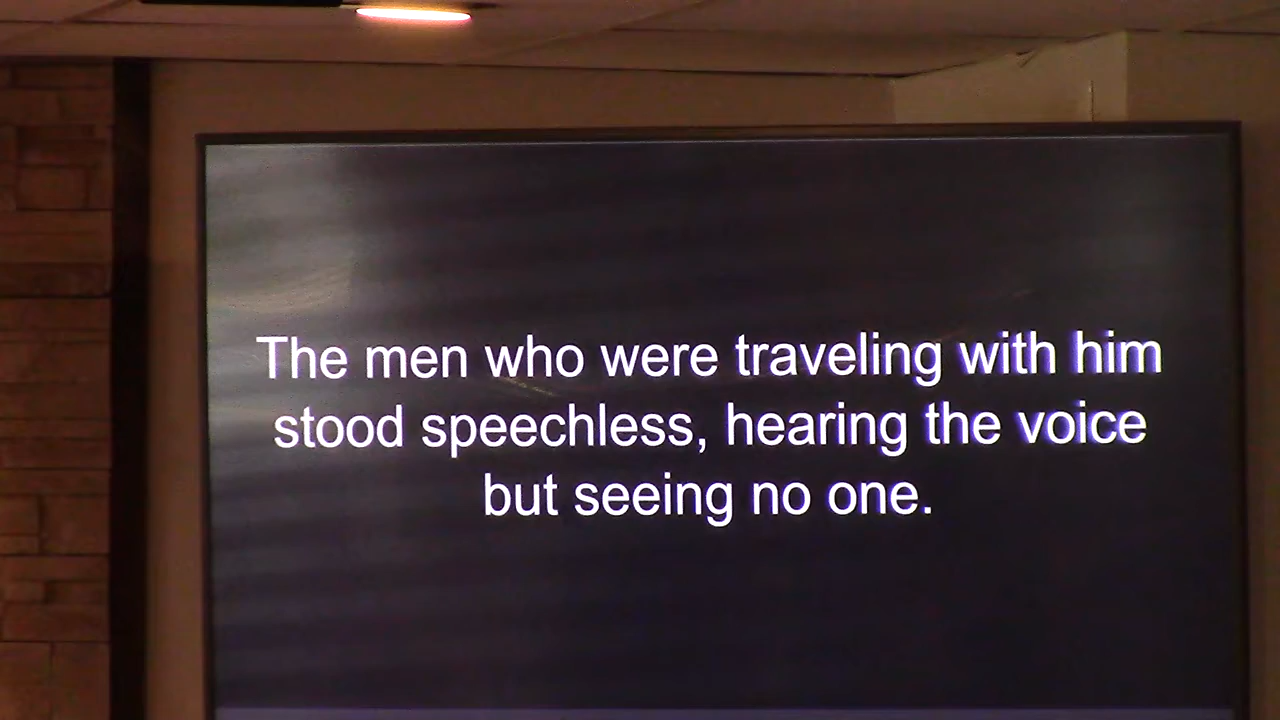 The men who were traveling with him
stood speechless, hearing the voice
but seeing no one.